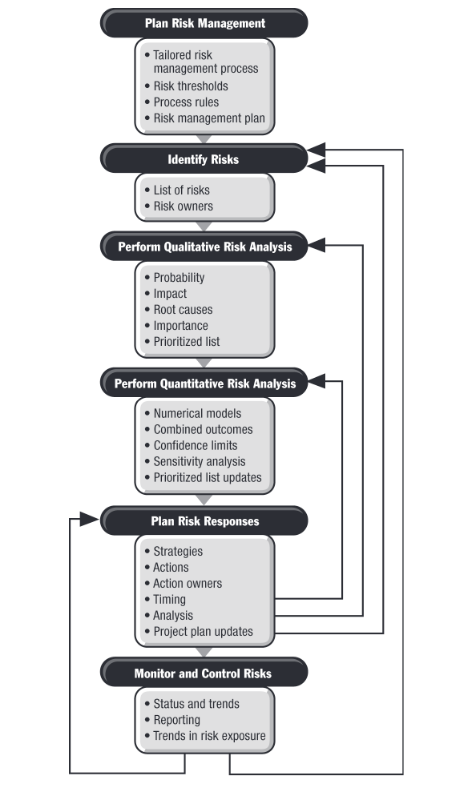 Plan Risk Management
• Tailored risk
management process
• Risk thresholds
• Process rules
• Risk management plan
Identify Risks
• List of risks
• Risk owners
Perform Qualitative Risk Analysis
• Probability
• Impact
• Root causes
• Importance
• Prioritized list
Perform Quantitative Risk Analysis
• Numerical models
• Combined outcomes
• Confidence limits
• Sensitivity analysis
• Prioritized list updates
Plan Risk Responses
• Strategies
• Actions
• Action owners
• Timing
• Analysis
• Project plan updates
Monitor and Control Risks
• Status and trends
• Reporting
• Trends in risk exposure